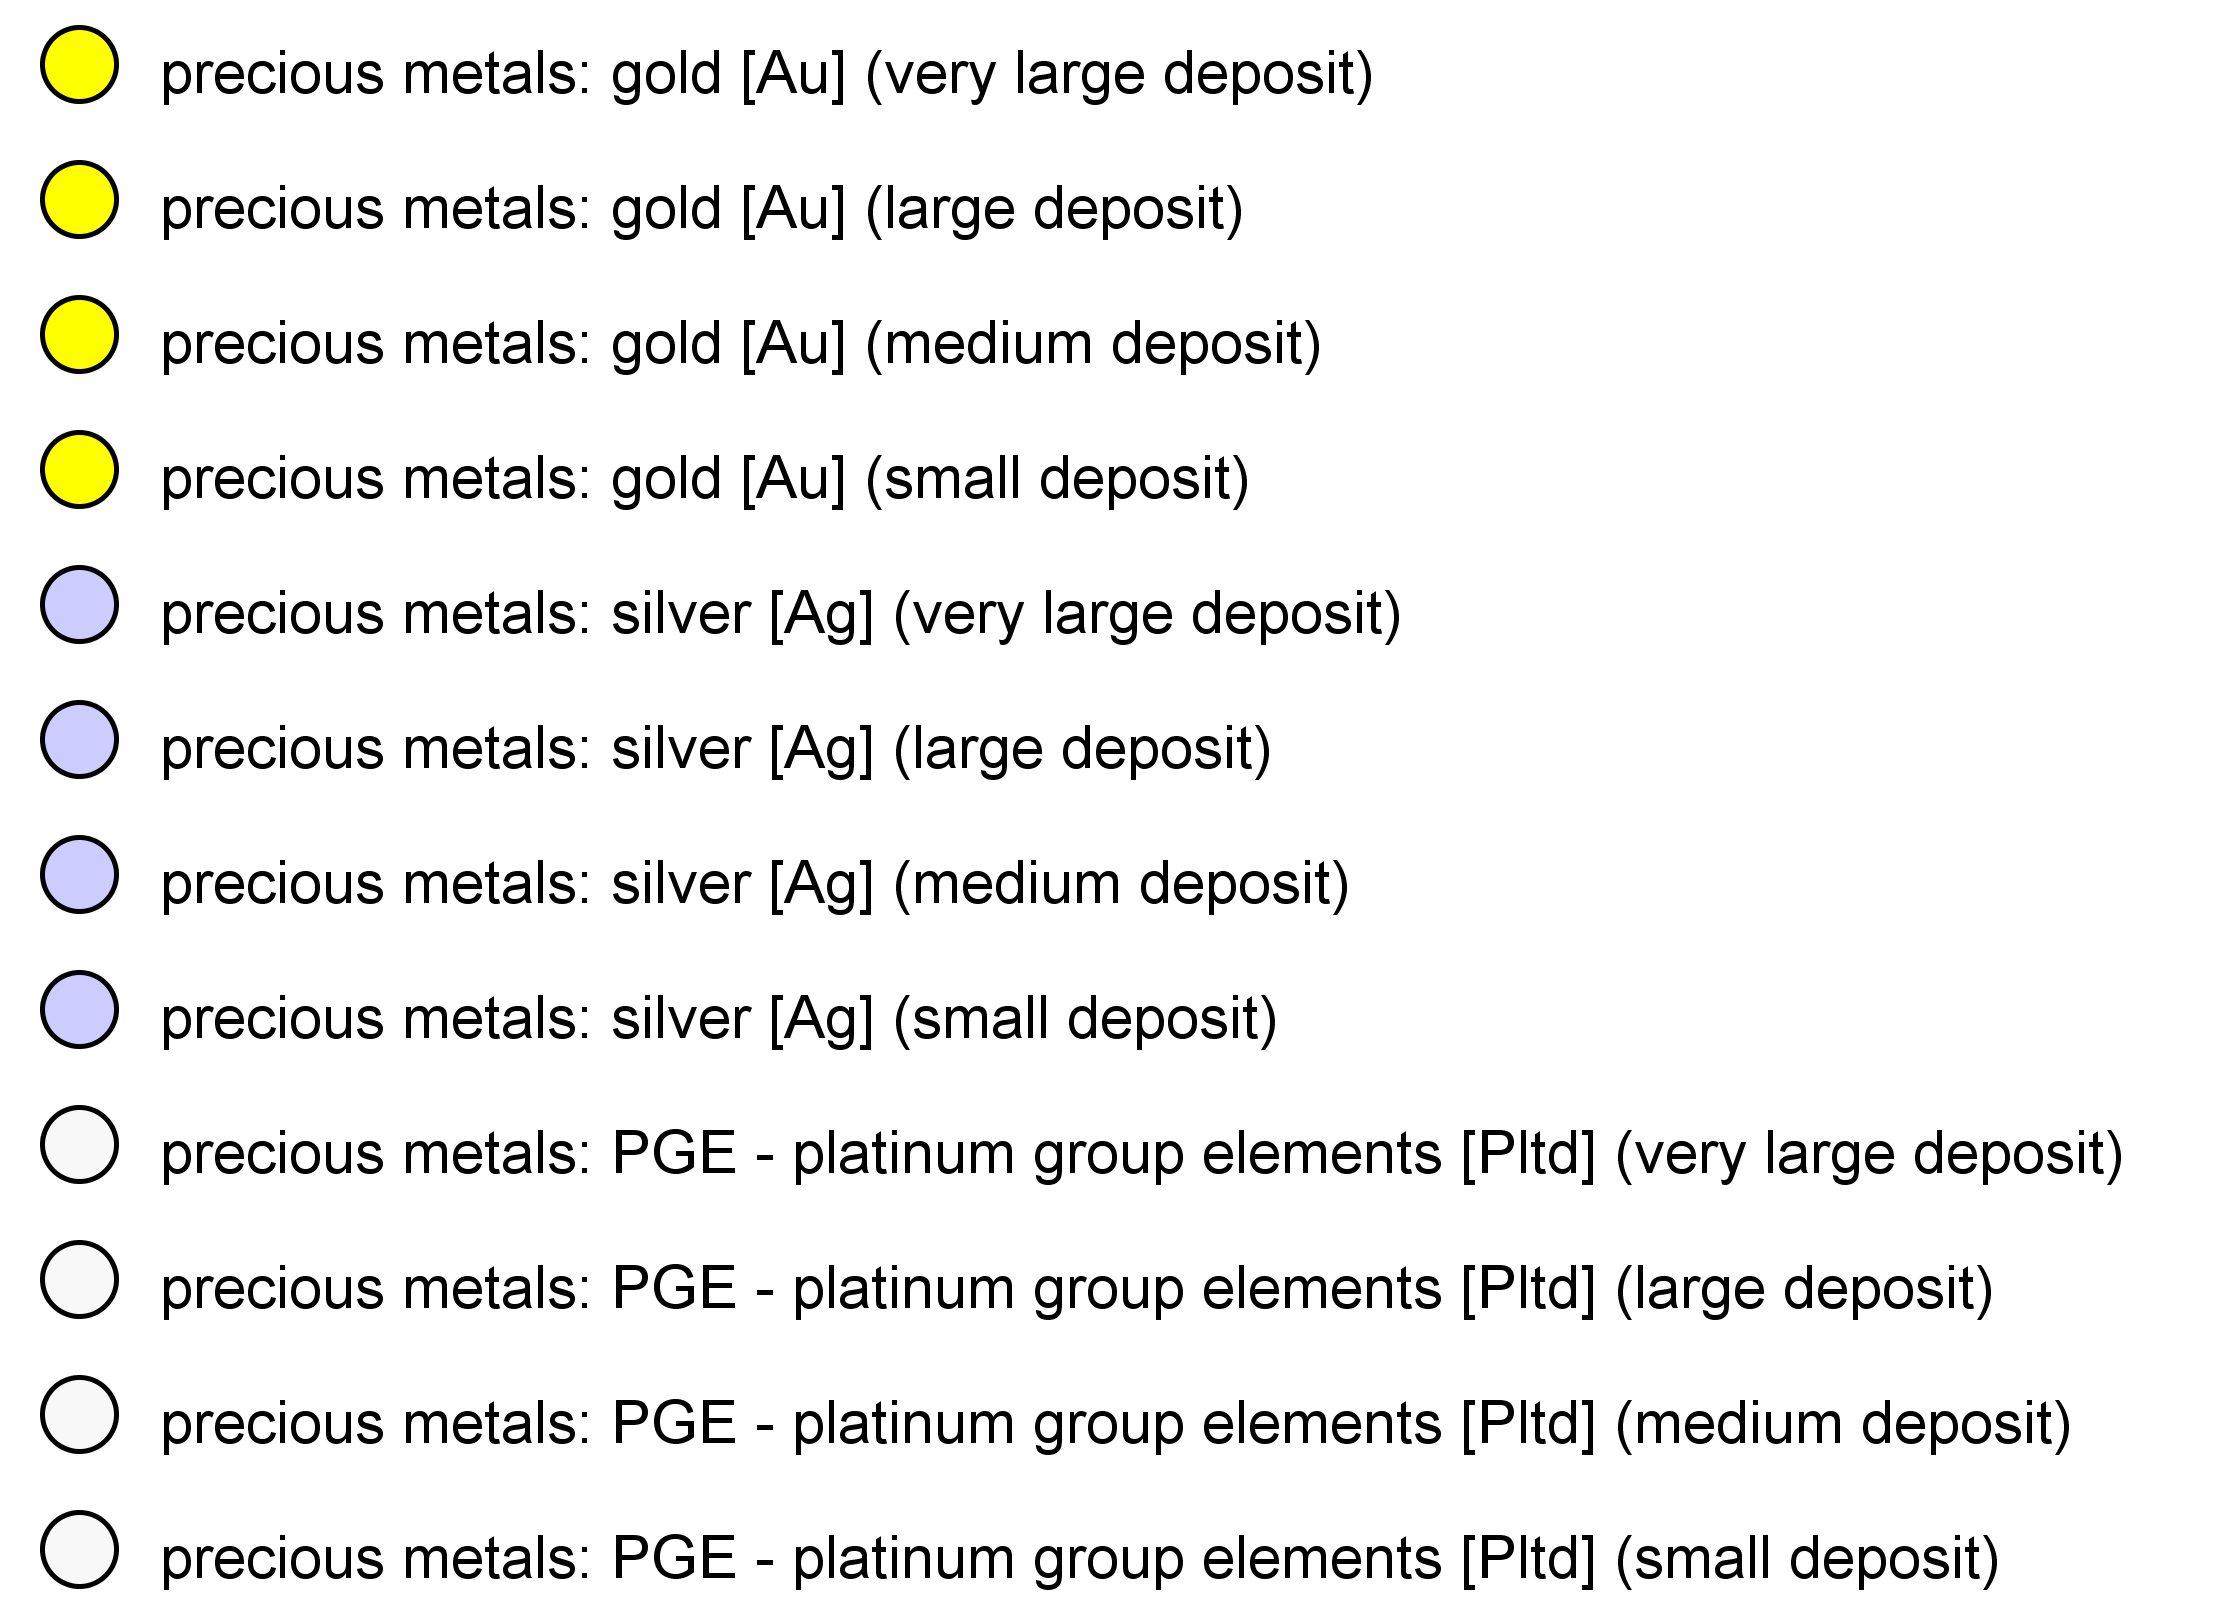 precious metals: gold [Au] (very large deposit)
precious metals: gold [Au] (large deposit)
precious metals: gold [Au] (medium deposit)
precious metals: gold [Au] (small deposit)
precious metals: silver [Ag] (very large deposit)
precious metals: silver [Ag] (large deposit)
precious metals: silver [Ag] (medium deposit)
precious metals: silver [Ag] (small deposit)
precious metals: PGE - platinum group elements [Pltd] (very large deposit)
precious metals: PGE - platinum group elements [Pltd] (large deposit)
precious metals: PGE - platinum group elements [Pltd] (medium deposit)
precious metals: PGE - platinum group elements [Pltd] (small deposit)